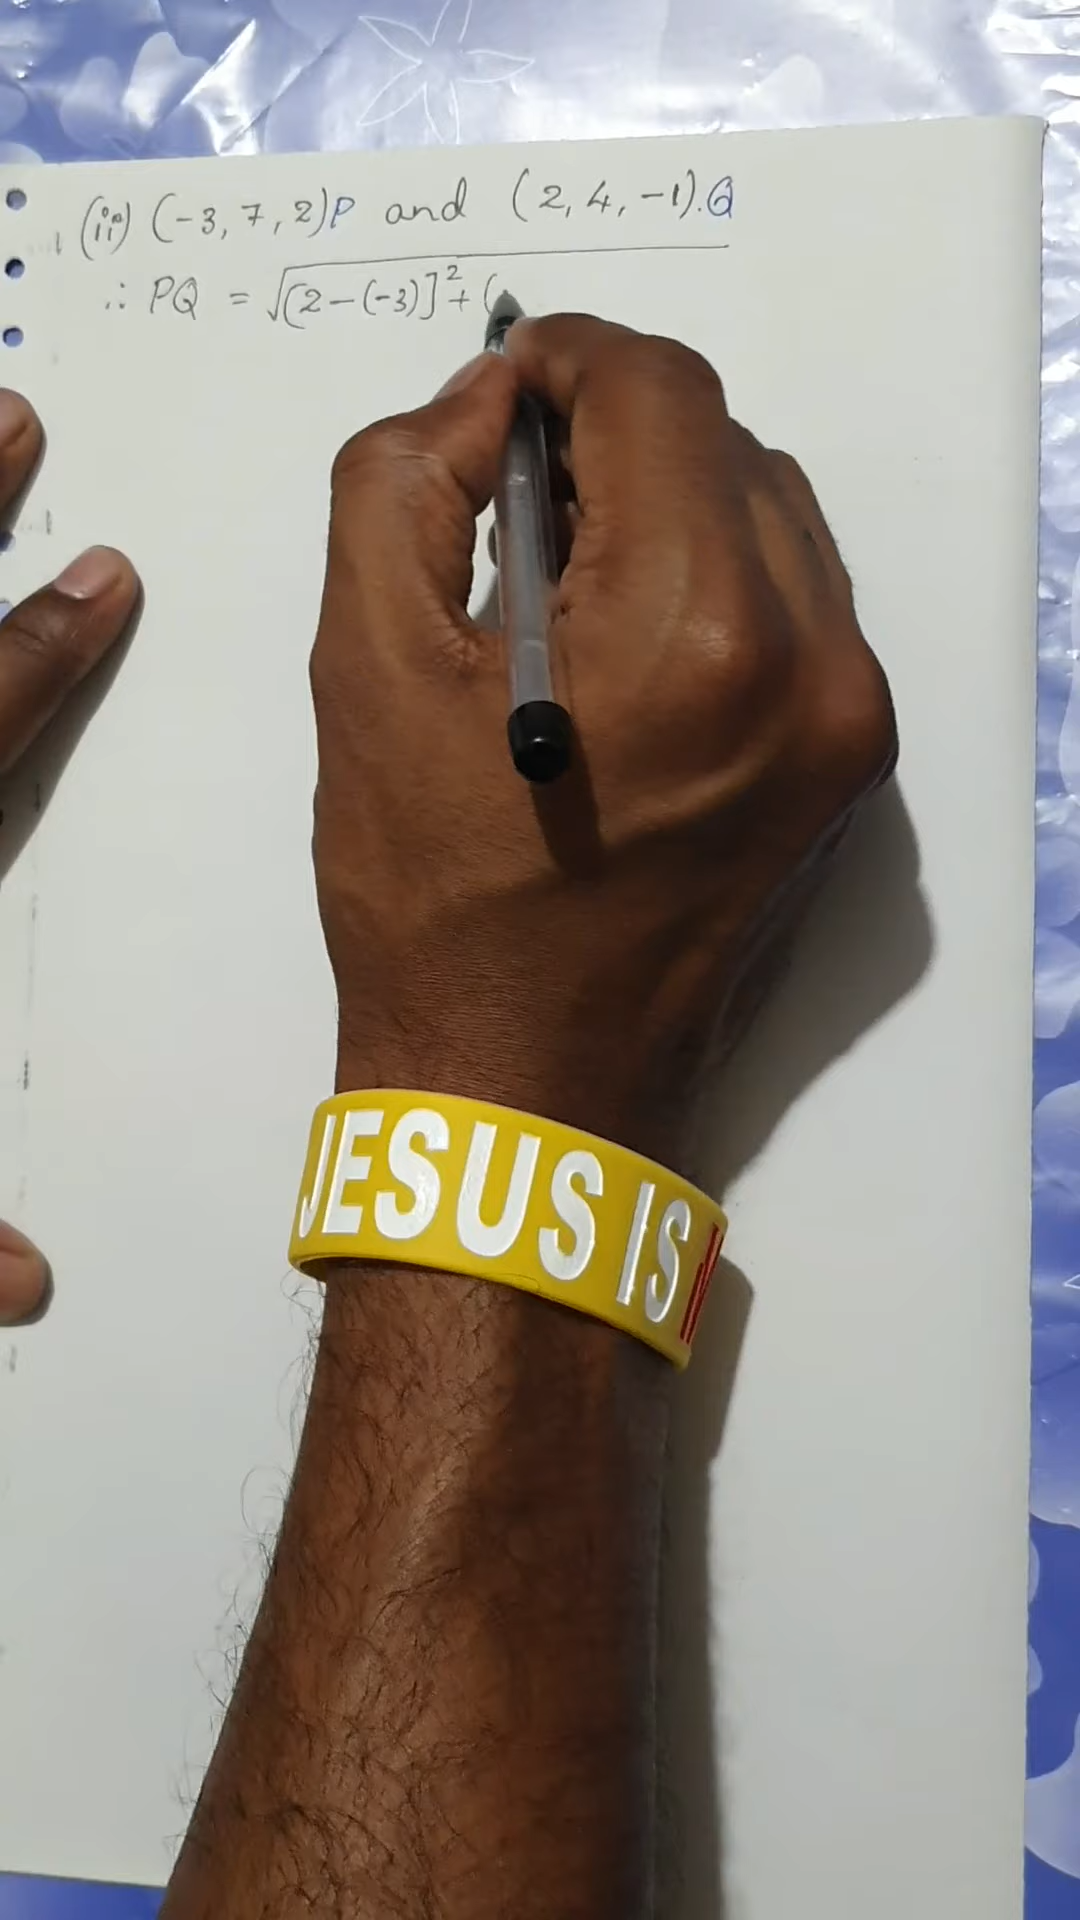 (ii) (-3, 7, 2)P and (2, 4, -1).Q
∴ PQ = √[2-(-3)]²+(
JESUS IS